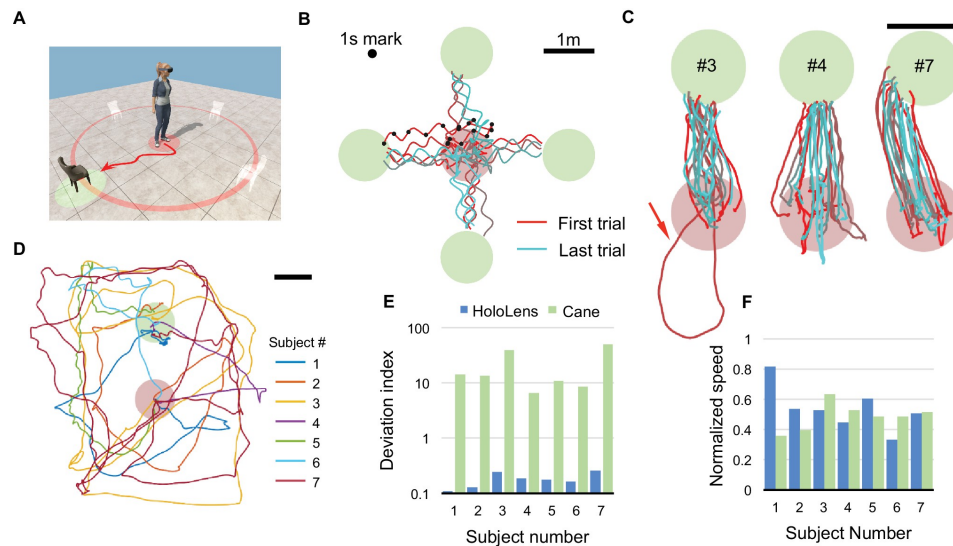 A
B
1s mark
1m
First trial
Last trial
C
#3
#4
#7
D
Subject #
1
2
3
4
5
6
7
E
HoloLens
Cane
Deviation index
100
10
1
0.1
1 2 3 4 5 6 7
Subject number
F
Normalized speed
1
0.8
0.6
0.4
0.2
0
1 2 3 4 5 6 7
Subject Number